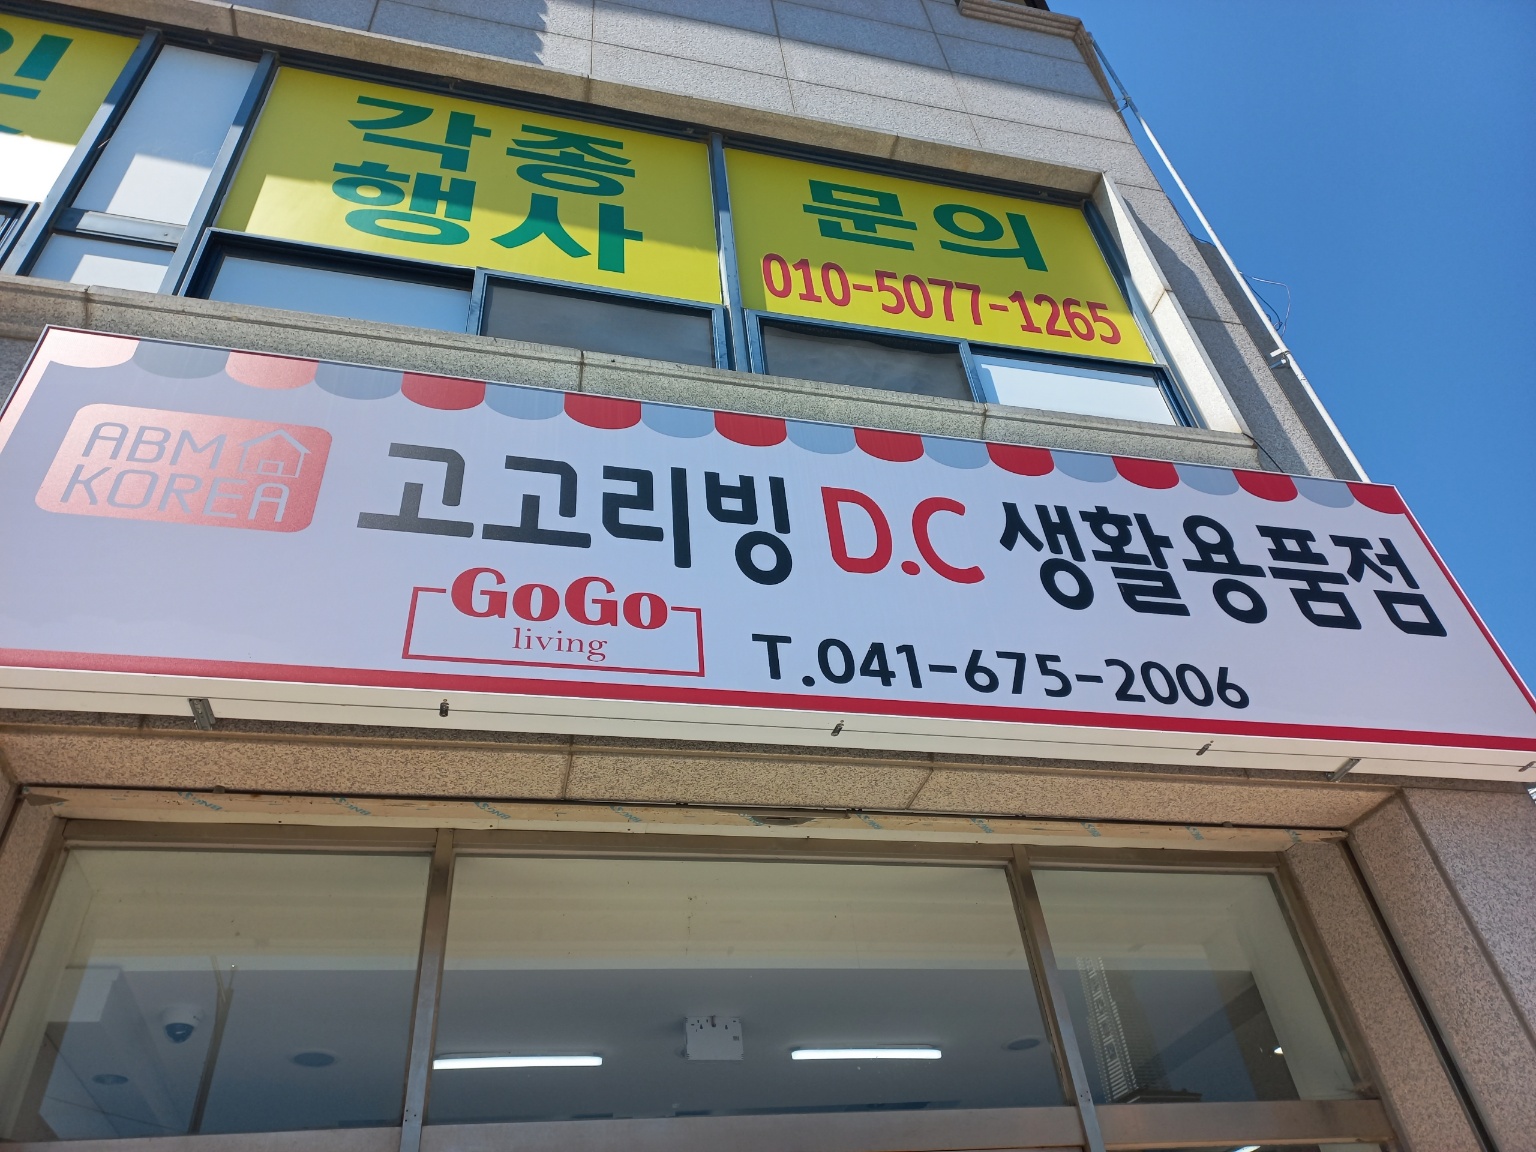 인
각종
행사
문의
010-5077-1265
ABM
KOREA
고고리빙 D.C 생활용품점
GoGo
living
T.041-675-2006